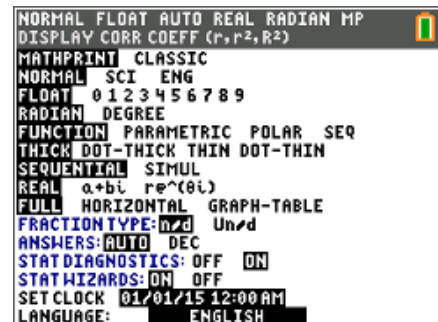 NORMAL FLOAT AUTO REAL RADIAN MP
DISPLAY CORR COEFF (r,r²,R²)
MATHPRINT CLASSIC
NORMAL SCI ENG
FLOAT 0 1 2 3 4 5 6 7 8 9
RADIAN DEGREE
FUNCTION PARAMETRIC POLAR SEQ
THICK DOT-THICK THIN DOT-THIN
SEQUENTIAL SIMUL
REAL a+bi re^(θi)
FULL HORIZONTAL GRAPH-TABLE
FRACTION TYPE: n/d Un/d
ANSWERS: AUTO DEC
STAT DIAGNOSTICS: OFF ON
STAT WIZARDS: ON OFF
SET CLOCK 01/01/15 12:00 AM
LANGUAGE: ENGLISH